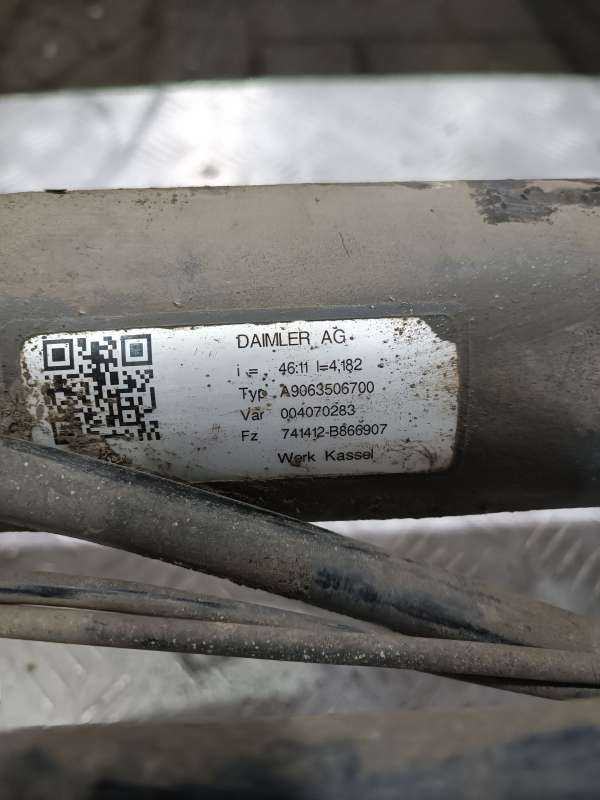 DAIMLER AG
i = 46:11 I=4,182
Typ A9063506700
Var 004070283
Fz 741412-B866907
Werk Kassel